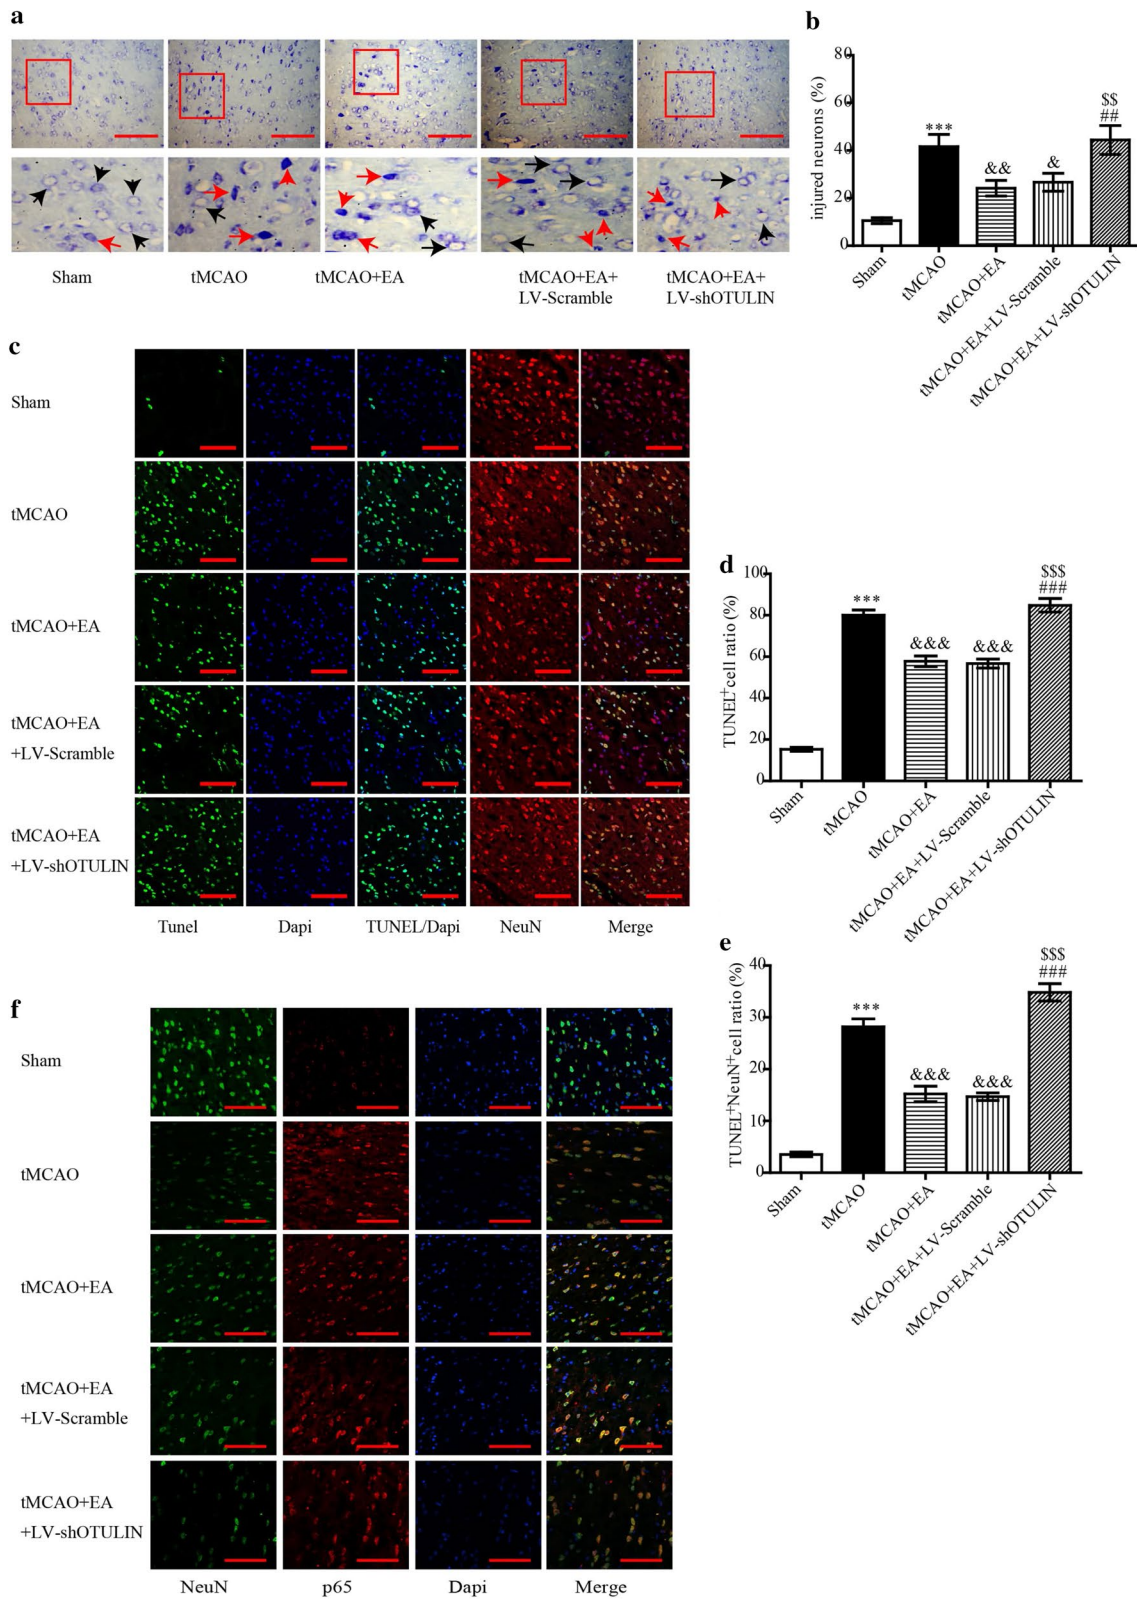 a
Sham
tMCAO
tMCAO+EA
tMCAO+EA+
LV-Scramble
tMCAO+EA+
LV-shOTULIN
b
injured neurons (%)
80
60
40
20
0
***
&&
&
$$
##
Sham
tMCAO
tMCAO+EA
tMCAO+EA+LV-Scramble
tMCAO+EA+LV-shOTULIN
c
Sham
tMCAO
tMCAO+EA
tMCAO+EA
+LV-Scramble
tMCAO+EA
+LV-shOTULIN
Tunel
Dapi
TUNEL/Dapi
NeuN
Merge
d
TUNEL+cell ratio (%)
100
80
60
40
20
0
***
&&&
&&&
$$$
###
Sham
tMCAO
tMCAO+EA
tMCAO+EA+LV-Scramble
tMCAO+EA+LV-shOTULIN
e
TUNEL+NeuN+cell ratio (%)
40
30
20
10
0
***
&&&
&&&
$$$
###
Sham
tMCAO
tMCAO+EA
tMCAO+EA+LV-Scramble
tMCAO+EA+LV-shOTULIN
f
Sham
tMCAO
tMCAO+EA
tMCAO+EA
+LV-Scramble
tMCAO+EA
+LV-shOTULIN
NeuN
p65
Dapi
Merge